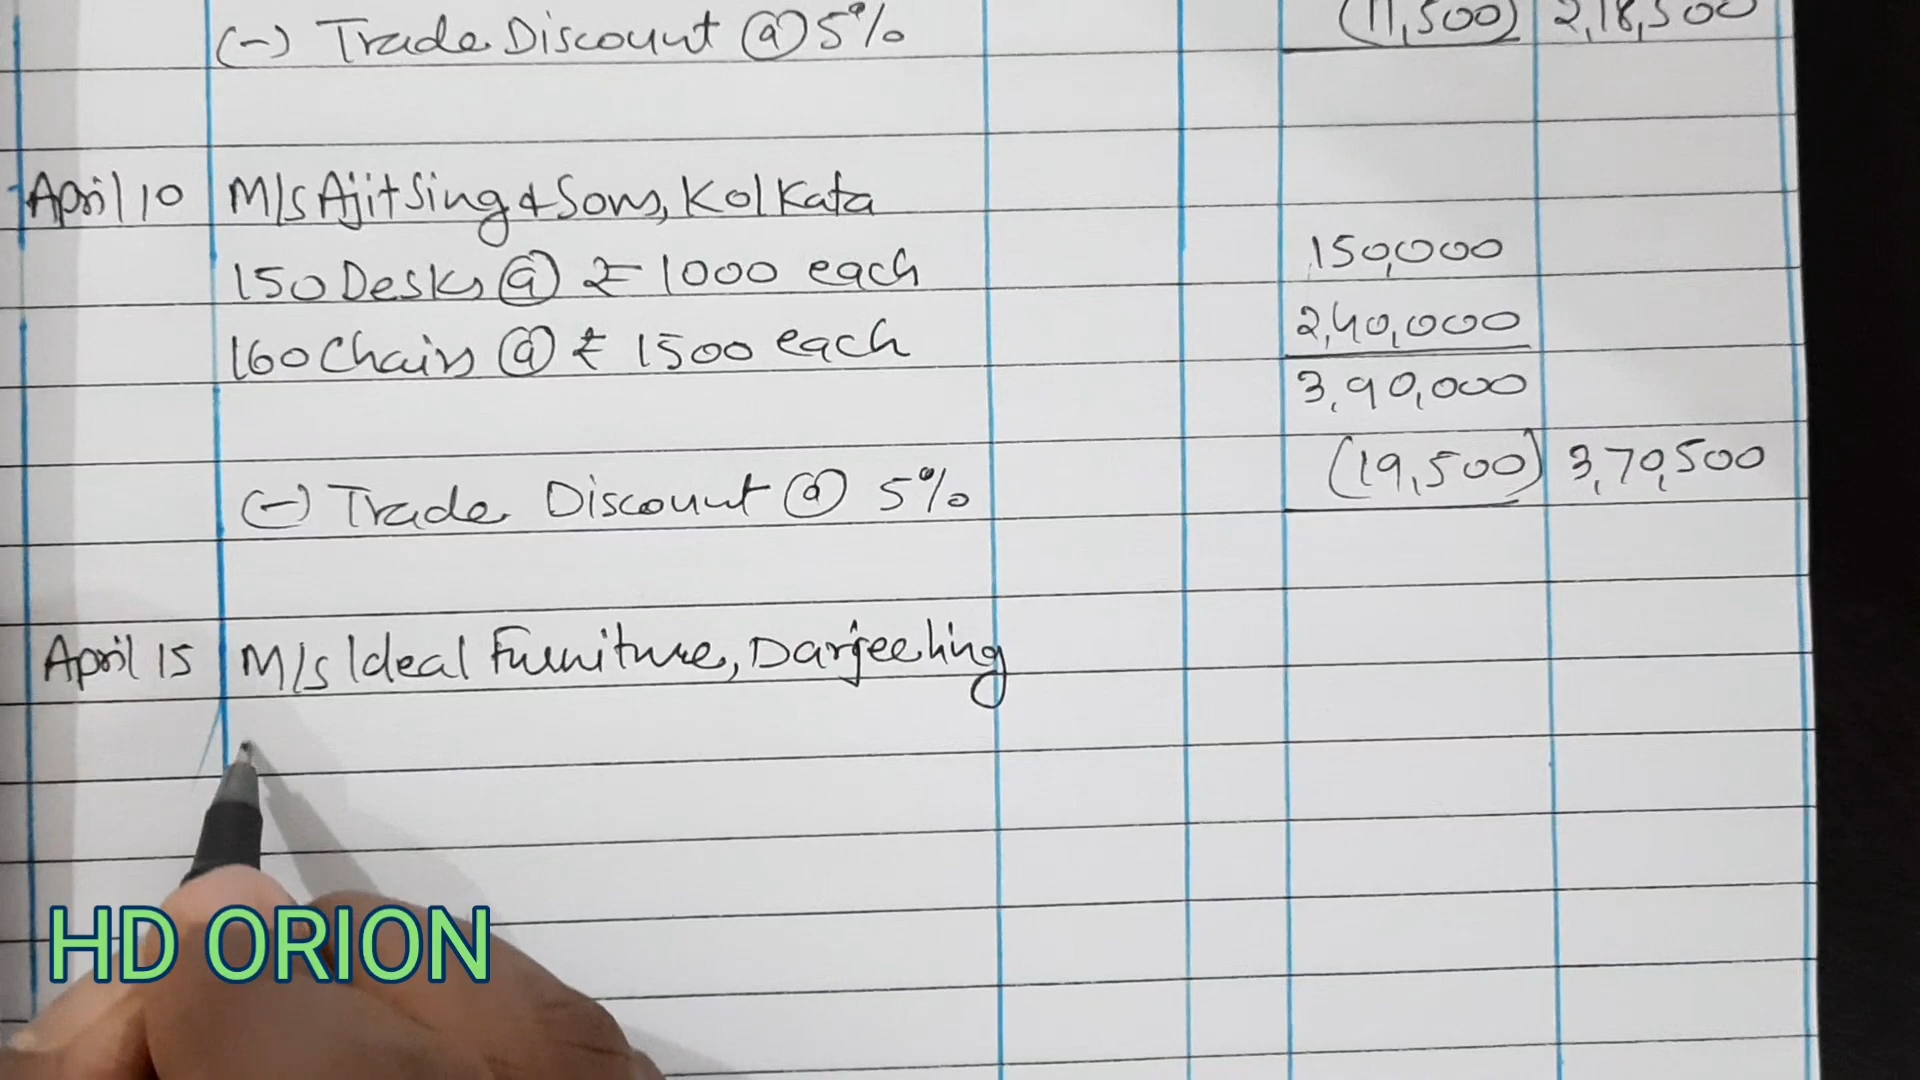 (-) Trade Discount @ 5% (11,500) 2,18,500
April 10 M/s Ajit Sing & Sons, Kolkata
150 Desks @ ₹ 1000 each 150,000
160 Chairs @ ₹ 1500 each 2,40,000
3,90,000
(-) Trade Discount @ 5% (19,500) 3,70,500
April 15 M/s Ideal Furniture, Darjeeling
HD ORION